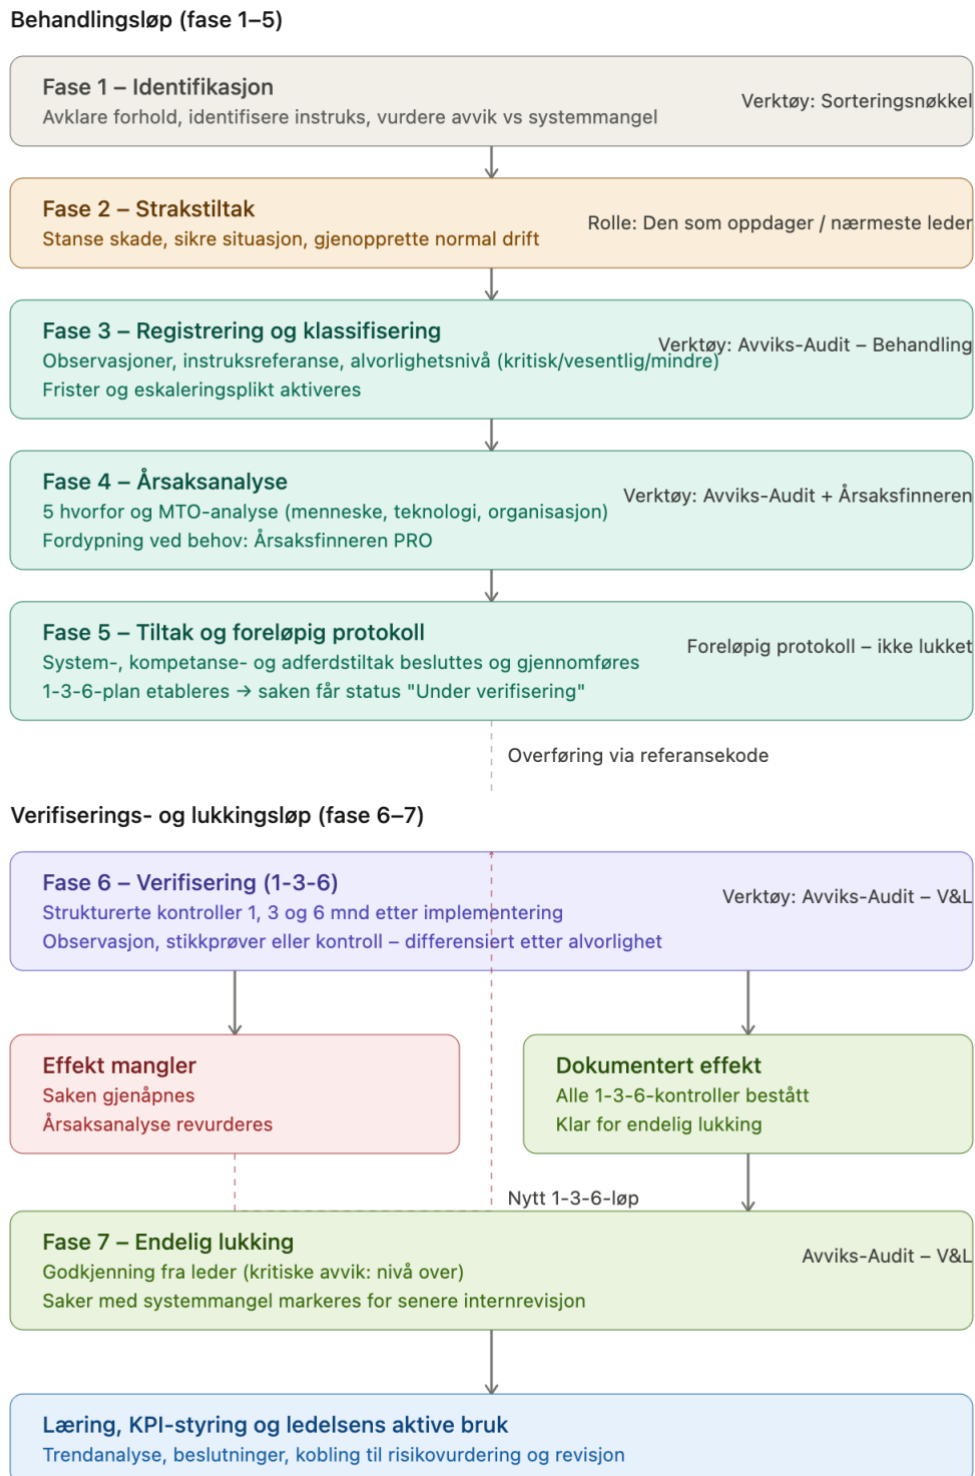 Behandlingsløp (fase 1–5)
Fase 1 – Identifikasjon
Avklare forhold, identifisere instruks, vurdere avvik vs systemmangel
Verktøy: Sorteringsnøkkel
Fase 2 – Strakstiltak
Stanse skade, sikre situasjon, gjenopprette normal drift
Rolle: Den som oppdager / nærmeste leder
Fase 3 – Registrering og klassifisering
Observasjoner, instruksreferanse, alvorlighetsnivå (kritisk/vesentlig/mindre)
Frister og eskaleringsplikt aktiveres
Verktøy: Avviks-Audit – Behandling
Fase 4 – Årsaksanalyse
5 hvorfor og MTO-analyse (menneske, teknologi, organisasjon)
Fordypning ved behov: Årsaksfinneren PRO
Verktøy: Avviks-Audit + Årsaksfinneren
Fase 5 – Tiltak og foreløpig protokoll
System-, kompetanse- og adferdstiltak besluttes og gjennomføres
1-3-6-plan etableres → saken får status "Under verifisering"
Foreløpig protokoll – ikke lukket
Overføring via referansekode
Verifiserings- og lukkingsløp (fase 6–7)
Fase 6 – Verifisering (1-3-6)
Strukturerte kontroller 1, 3 og 6 mnd etter implementering
Observasjon, stikkprøver eller kontroll – differensiert etter alvorlighet
Verktøy: Avviks-Audit – V&L
Effekt mangler
Saken gjenåpnes
Årsaksanalyse revurderes
Dokumentert effekt
Alle 1-3-6-kontroller bestått
Klar for endelig lukking
Nytt 1-3-6-løp
Fase 7 – Endelig lukking
Godkjenning fra leder (kritiske avvik: nivå over)
Saker med systemmangel markeres for senere internrevisjon
Avviks-Audit – V&L
Læring, KPI-styring og ledelsens aktive bruk
Trendanalyse, beslutninger, kobling til risikovurdering og revisjon